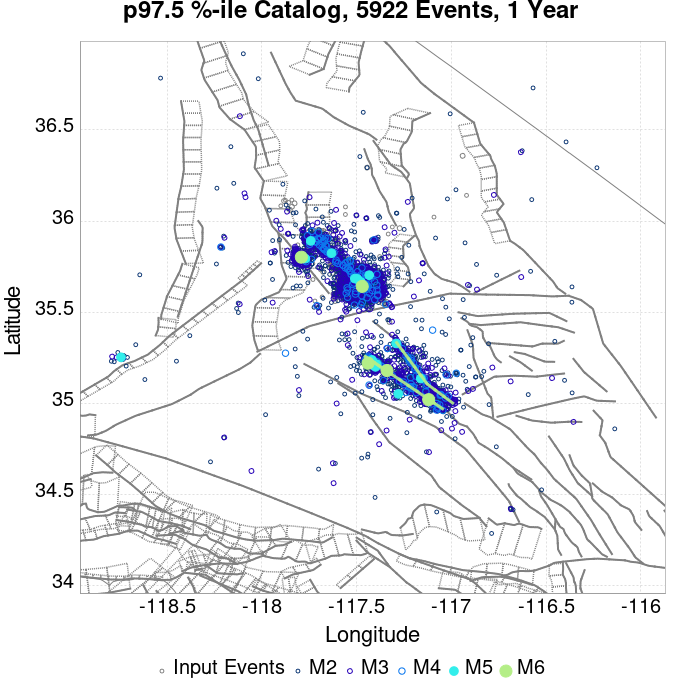 p97.5 %-ile Catalog, 5922 Events, 1 Year
Latitude
36.5
36
35.5
35
34.5
34
-118.5 -118 -117.5 -117 -116.5 -116
Longitude
Input Events M2 M3 M4 M5 M6